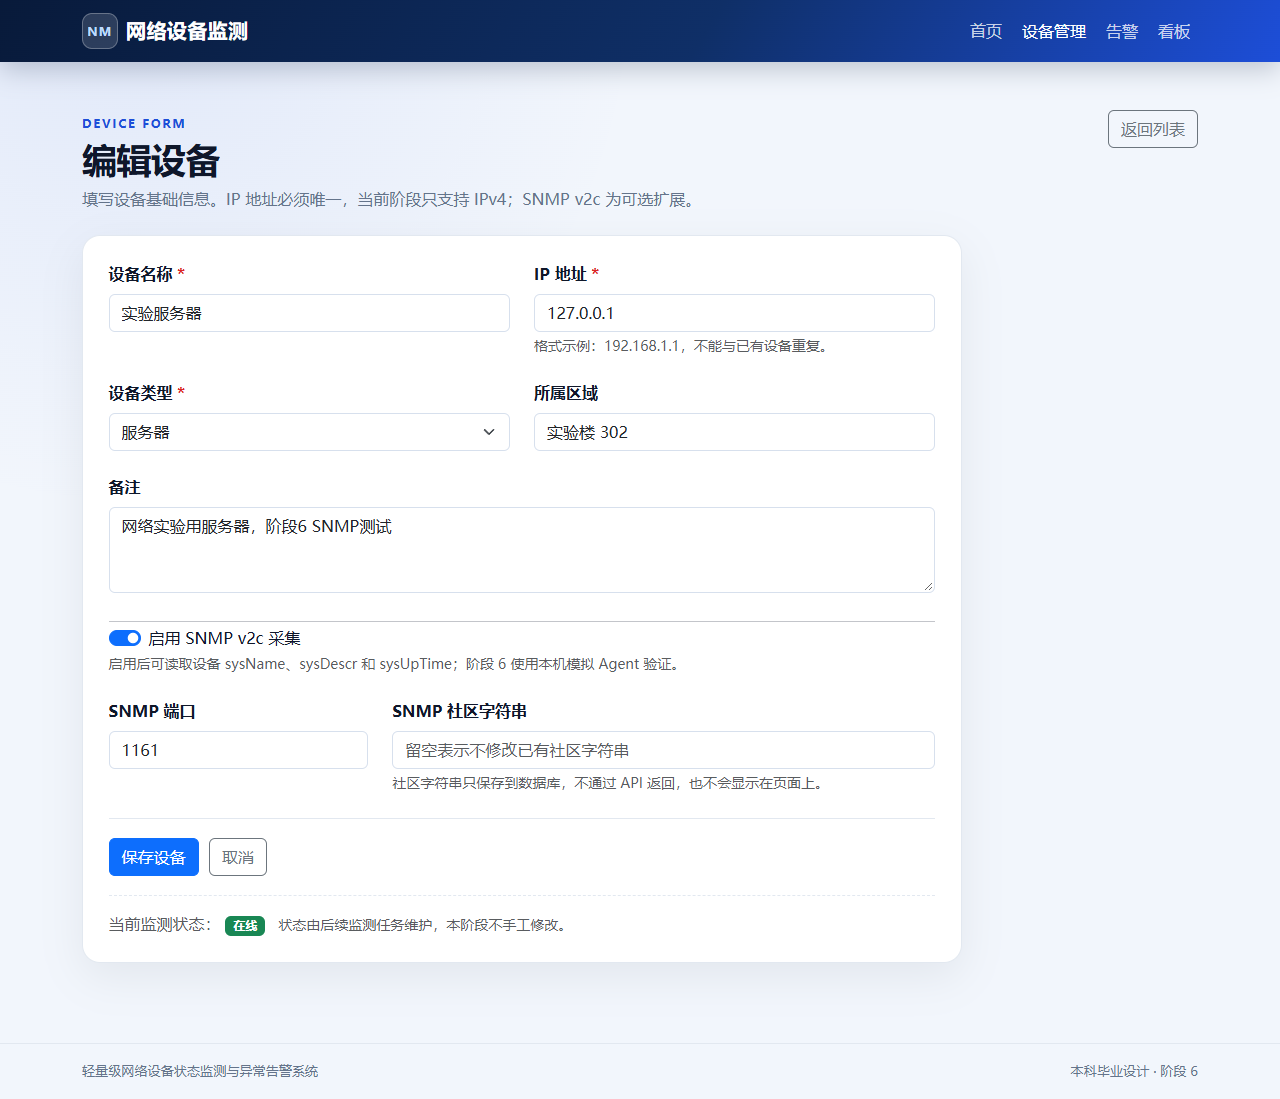 NM 网络设备监测
首页 设备管理 告警 看板
DEVICE FORM
编辑设备
返回列表
填写设备基础信息。IP 地址必须唯一，当前阶段只支持 IPv4；SNMP v2c 为可选扩展。
设备名称 *
实验服务器
IP 地址 *
127.0.0.1
格式示例：192.168.1.1，不能与已有设备重复。
设备类型 *
服务器
所属区域
实验楼 302
备注
网络实验用服务器，阶段6 SNMP测试
启用 SNMP v2c 采集
启用后可读取设备 sysName、sysDescr 和 sysUpTime；阶段 6 使用本机模拟 Agent 验证。
SNMP 端口
1161
SNMP 社区字符串
留空表示不修改已有社区字符串
社区字符串只保存到数据库，不通过 API 返回，也不会显示在页面上。
保存设备 取消
当前监测状态： 在线 状态由后续监测任务维护，本阶段不手工修改。
轻量级网络设备状态监测与异常告警系统
本科毕业设计 · 阶段 6